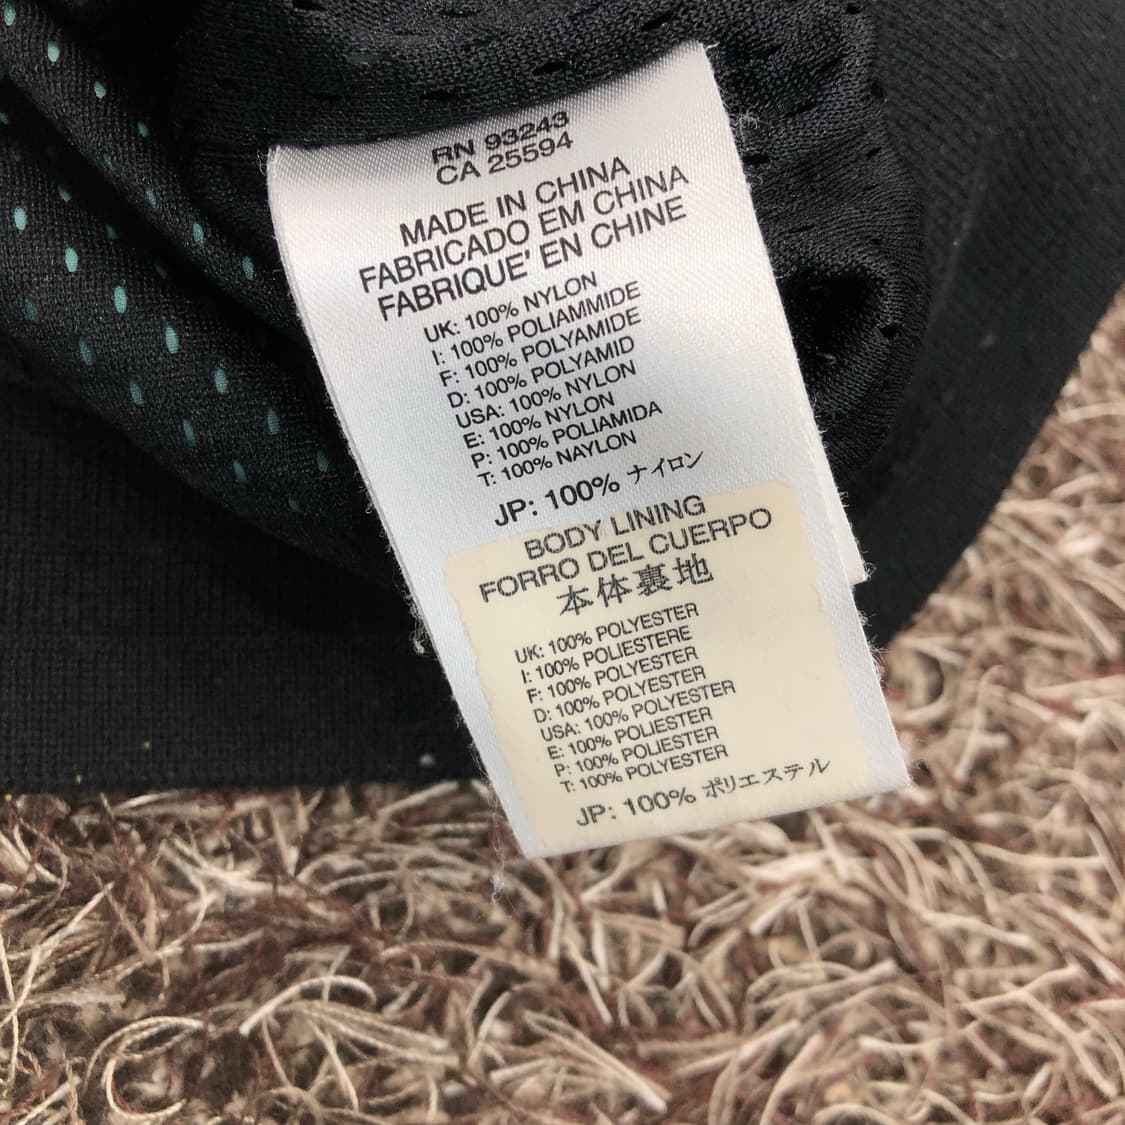 RN 93243
CA 25594
MADE IN CHINA
FABRICADO EM CHINA
FABRIQUE' EN CHINE
UK: 100% NYLON
I: 100% POLIAMMIDE
F: 100% POLYAMIDE
D: 100% POLYAMID
USA: 100% NYLON
E: 100% NYLON
P: 100% POLIAMIDA
T: 100% NAYLON
JP: 100% ナイロン
BODY LINING
FORRO DEL CUERPO
本体裏地
UK: 100% POLYESTER
I: 100% POLIESTERE
F: 100% POLYESTER
D: 100% POLYESTER
USA: 100% POLYESTER
E: 100% POLIESTER
P: 100% POLIESTER
T: 100% POLYESTER
JP: 100% ポリエステル